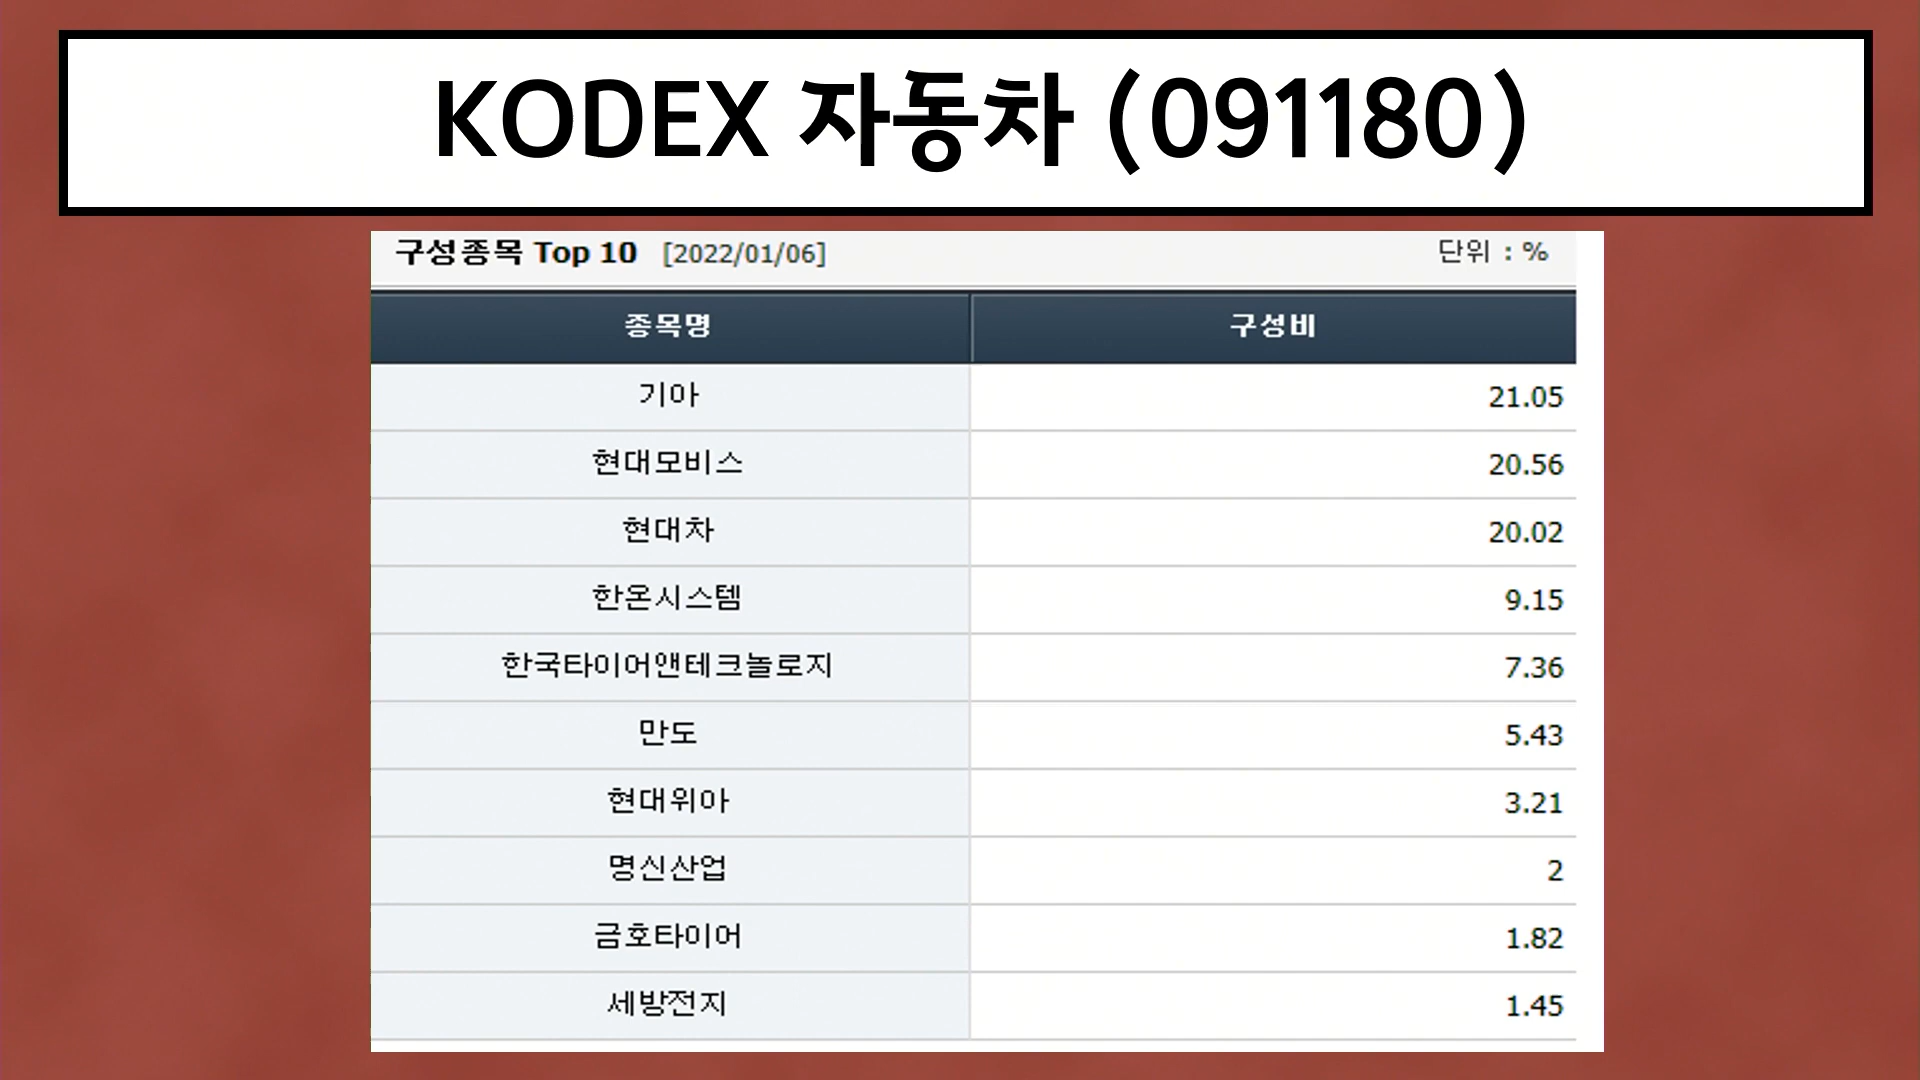 KODEX 자동차 (091180)
구성종목 Top 10 [2022/01/06] 단위 : %
종목명 구성비
기아 21.05
현대모비스 20.56
현대차 20.02
한온시스템 9.15
한국타이어앤테크놀로지 7.36
만도 5.43
현대위아 3.21
명신산업 2
금호타이어 1.82
세방전지 1.45